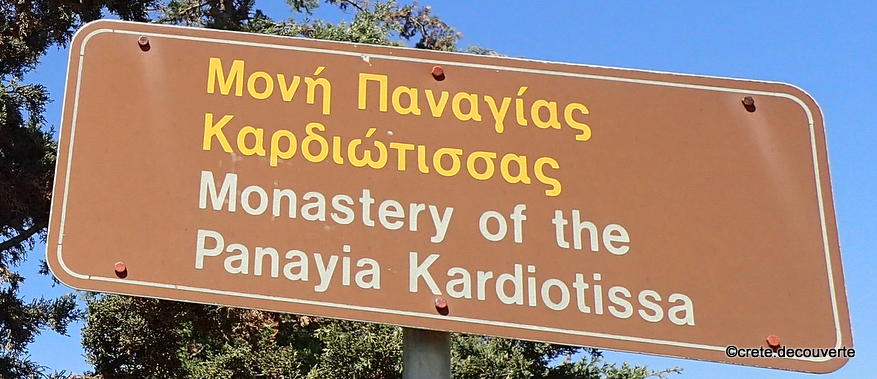 Μονή Παναγίας
Καρδιώτισσας
Monastery of the
Panayia Kardiotissa
©crete.decouverte